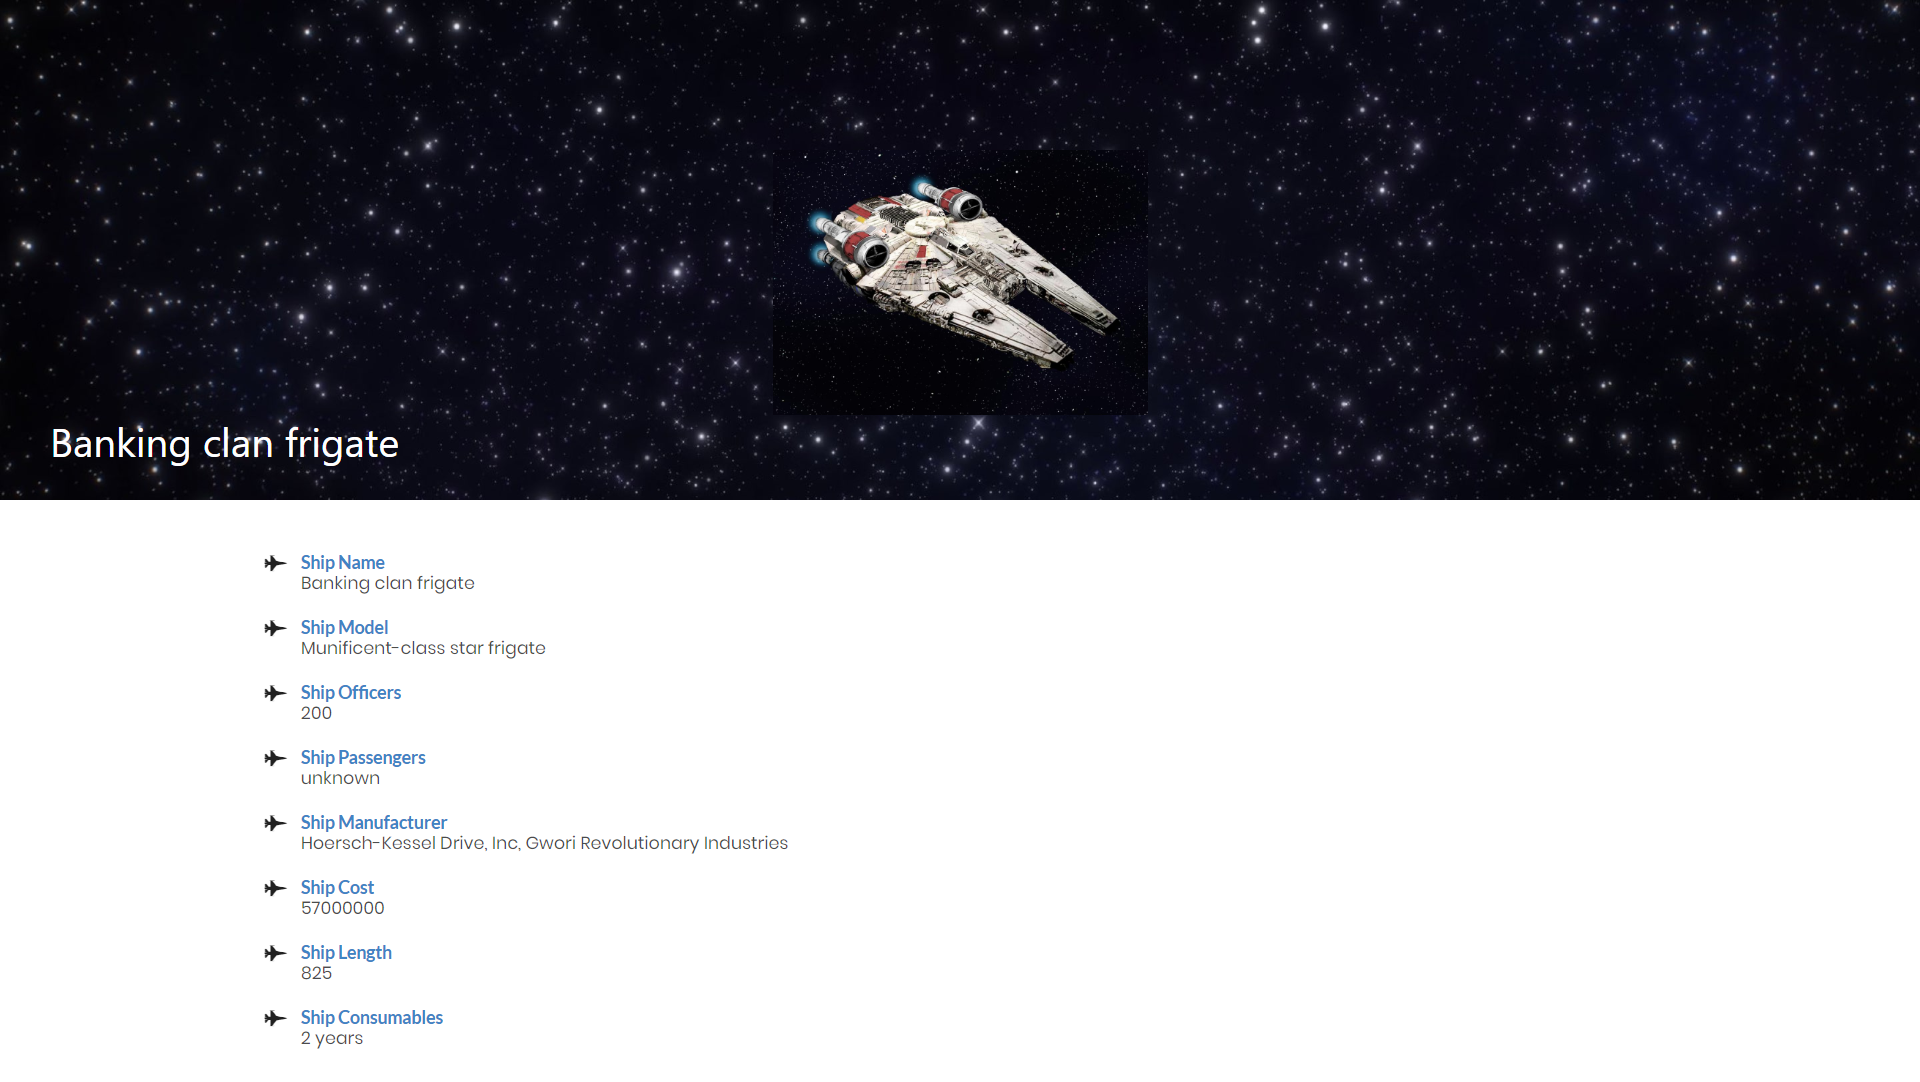 Banking clan frigate
Ship Name
Banking clan frigate
Ship Model
Munificent-class star frigate
Ship Officers
200
Ship Passengers
unknown
Ship Manufacturer
Hoersch-Kessel Drive, Inc, Gwori Revolutionary Industries
Ship Cost
57000000
Ship Length
825
Ship Consumables
2 years